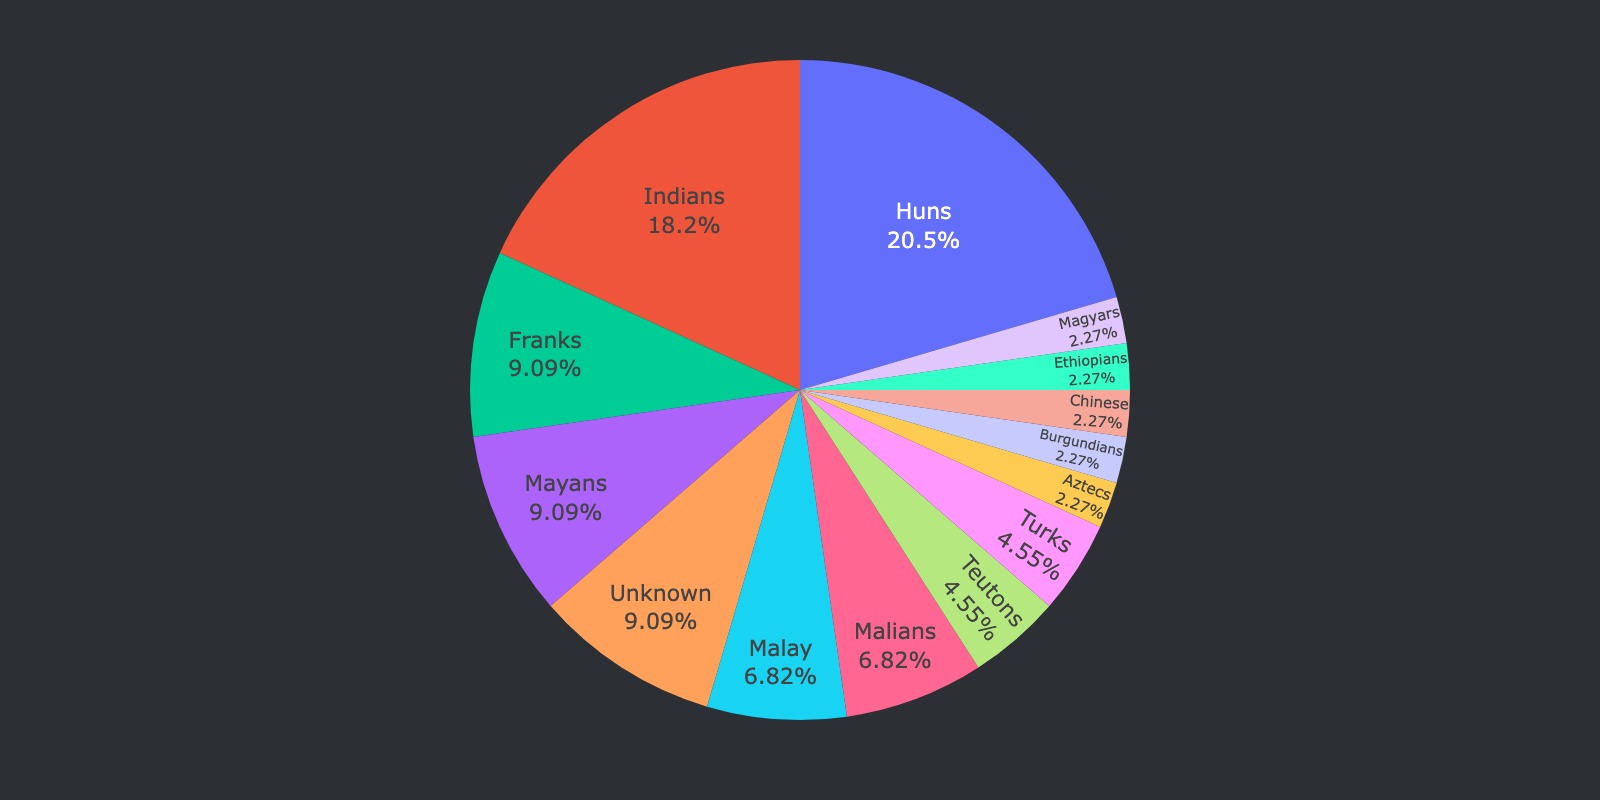 Indians
18.2%
Huns
20.5%
Franks
9.09%
Magyars
2.27%
Ethiopians
2.27%
Chinese
2.27%
Burgundians
2.27%
Aztecs
2.27%
Turks
4.55%
Teutons
4.55%
Malians
6.82%
Malay
6.82%
Unknown
9.09%
Mayans
9.09%